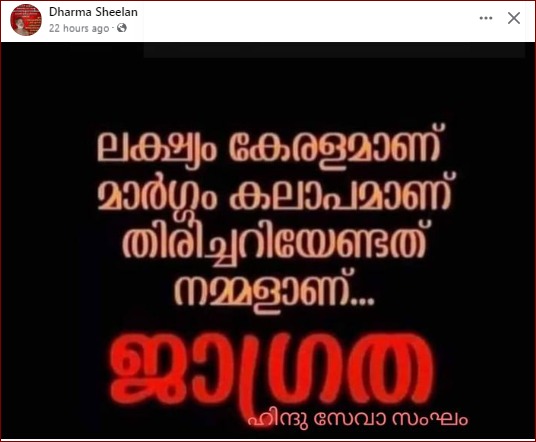 Dharma Sheelan
22 hours ago
ലക്ഷ്യം കേരളമാണ്
മാർഗ്ഗം കലാപമാണ്
തിരിച്ചറിയേണ്ടത്
നമ്മളാണ്...
ജാഗ്രത
ഹിന്ദു സേവാ സംഘം